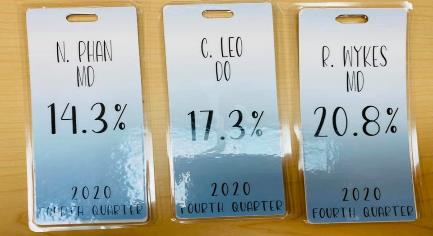 N. PHAN
MD
14.3%
2020
FOURTH QUARTER
C. LEO
DO
17.3%
2020
FOURTH QUARTER
R. WYKES
MD
20.8%
2020
FOURTH QUARTER